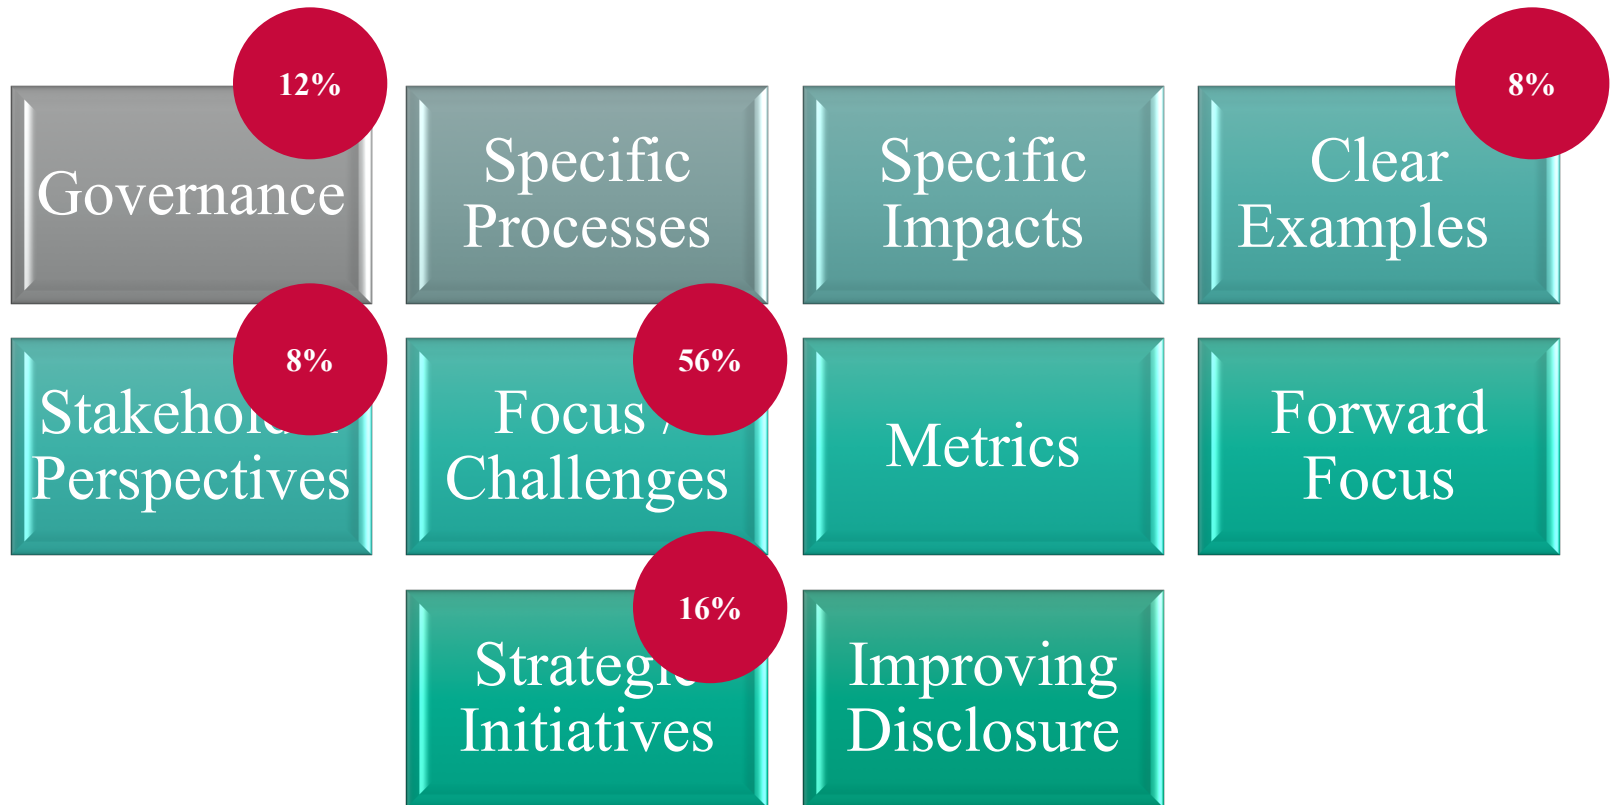 12%
8%
Governance
Specific
Processes
Specific
Impacts
Clear
Examples
8%
56%
Perspectives
Focus /
Challenges
Metrics
Forward
Focus
16%
Initiatives
Improving
Disclosure